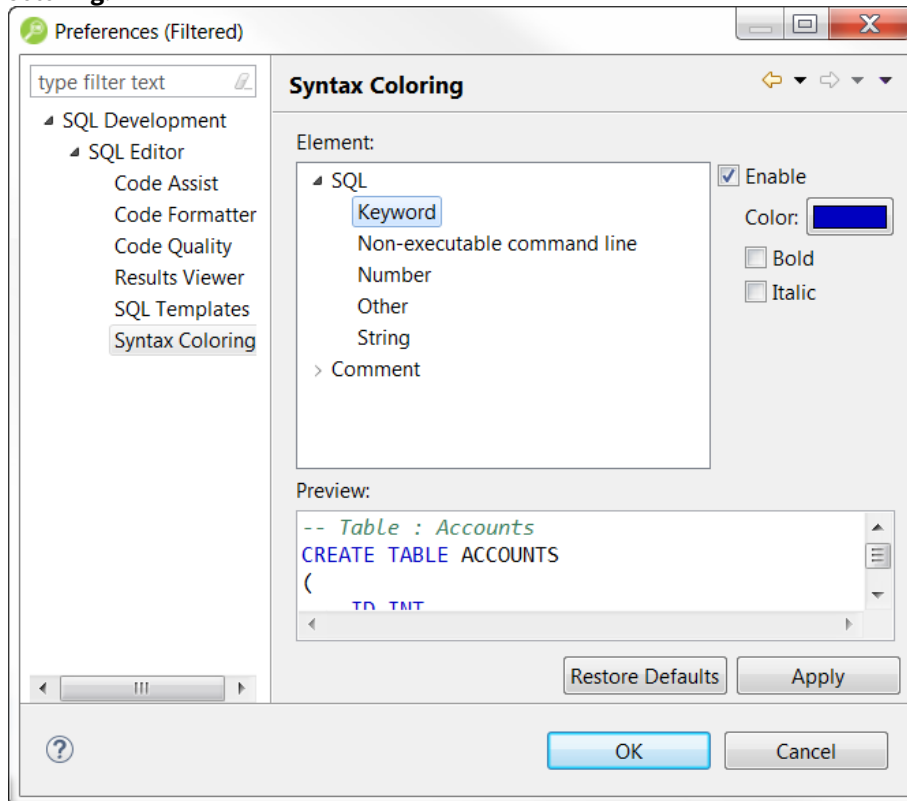 Preferences (Filtered)
type filter text
SQL Development
SQL Editor
Code Assist
Code Formatter
Code Quality
Results Viewer
SQL Templates
Syntax Coloring
Syntax Coloring
Element:
SQL
Keyword
Non-executable command line
Number
Other
String
Comment
Enable
Color:
Bold
Italic
Preview:
-- Table : Accounts
CREATE TABLE ACCOUNTS
(
ID INT
Restore Defaults
Apply
?
OK
Cancel